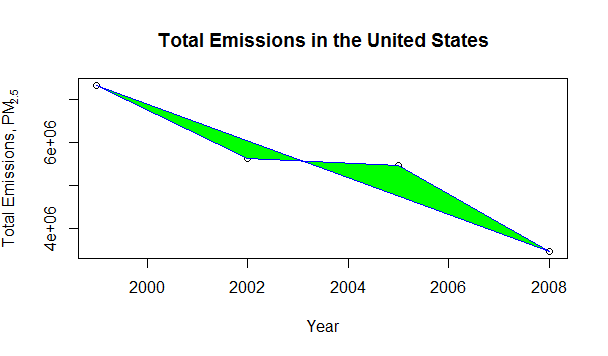 Total Emissions in the United States
Total Emissions, PM2.5
6e+06
4e+06
2000 2002 2004 2006 2008
Year